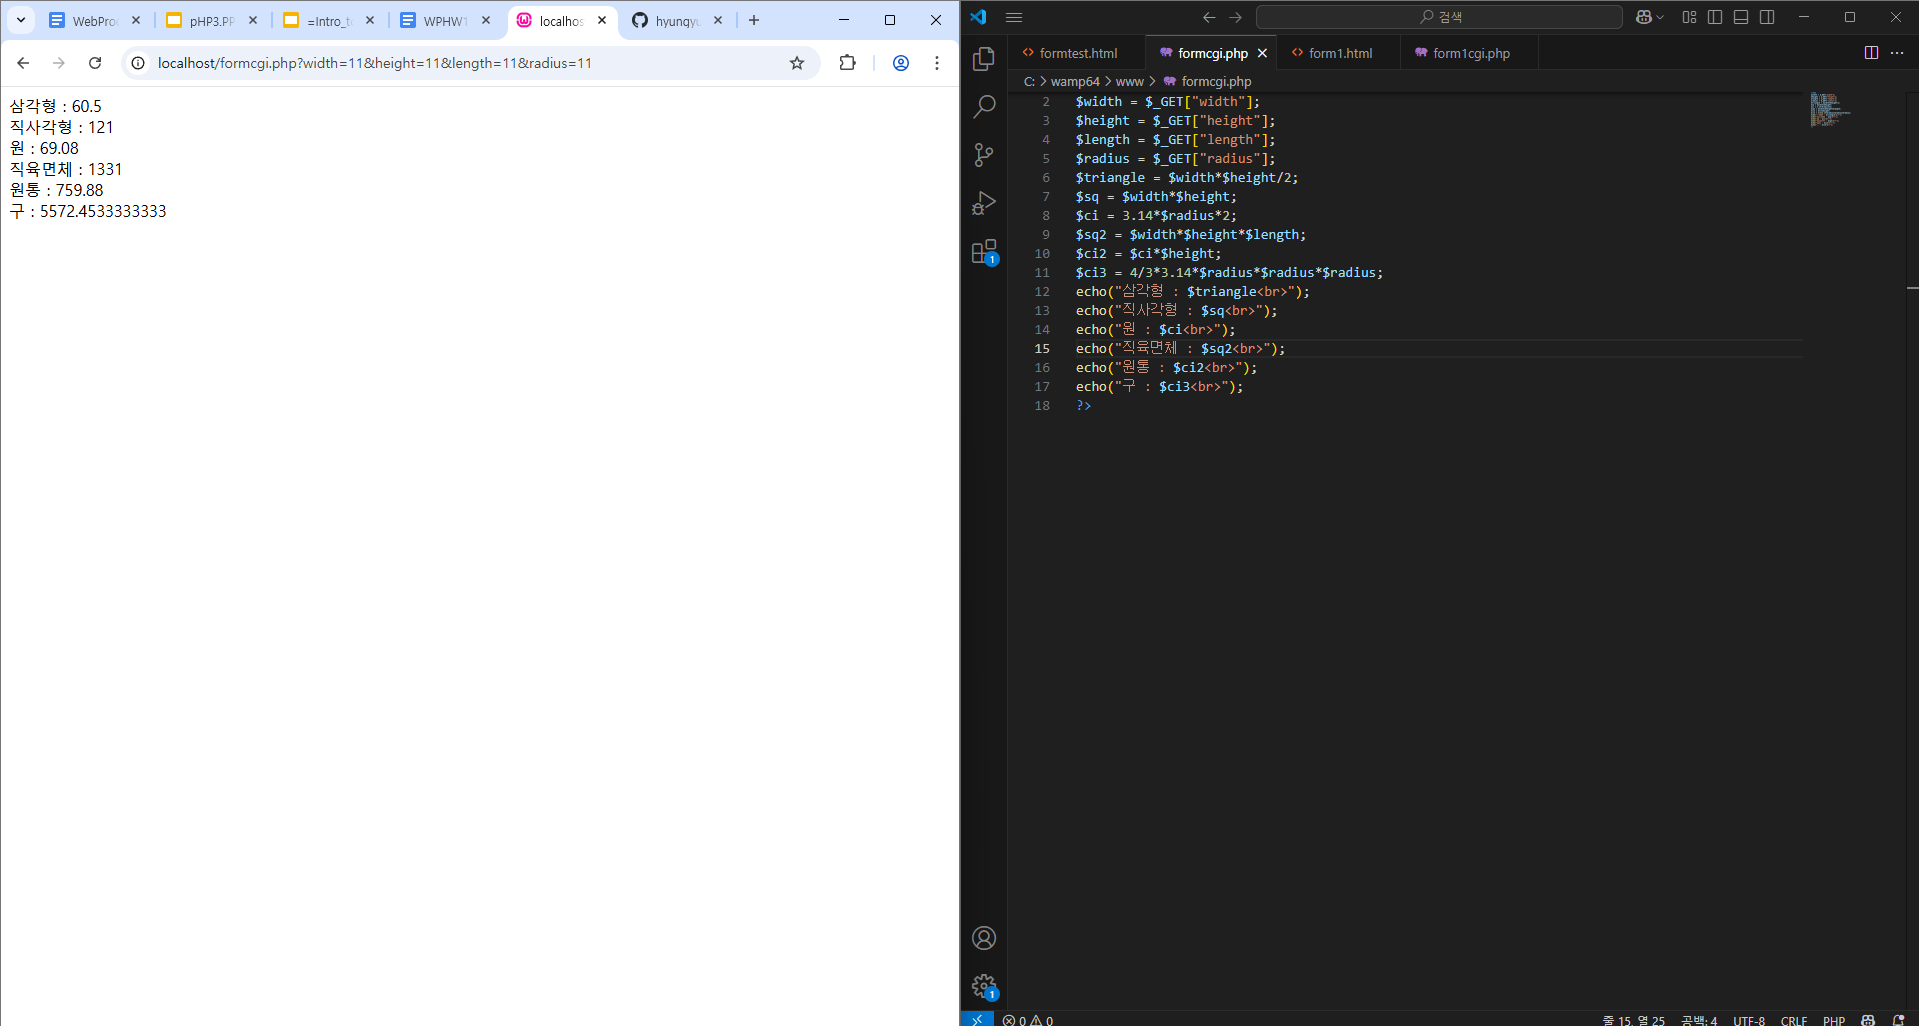 WebProc
pHP3.PP
=Intro_to
WPHW1
localhos
hyungyu
localhost/formcgi.php?width=11&height=11&length=11&radius=11
삼각형 : 60.5
직사각형 : 121
원 : 69.08
직육면체 : 1331
원통 : 759.88
구 : 5572.4533333333
검색
formtest.html
formcgi.php
form1.html
form1cgi.php
C: > wamp64 > www > formcgi.php
2 $width = $_GET["width"];
3 $height = $_GET["height"];
4 $length = $_GET["length"];
5 $radius = $_GET["radius"];
6 $triangle = $width*$height/2;
7 $sq = $width*$height;
8 $ci = 3.14*$radius*2;
9 $sq2 = $width*$height*$length;
10 $ci2 = $ci*$height;
11 $ci3 = 4/3*3.14*$radius*$radius*$radius;
12 echo("삼각형 : $triangle<br>");
13 echo("직사각형 : $sq<br>");
14 echo("원 : $ci<br>");
15 echo("직육면체 : $sq2<br>");
16 echo("원통 : $ci2<br>");
17 echo("구 : $ci3<br>");
18 ?>
1
1
0 0
줄 15, 열 25 공백: 4 UTF-8 CRLF PHP